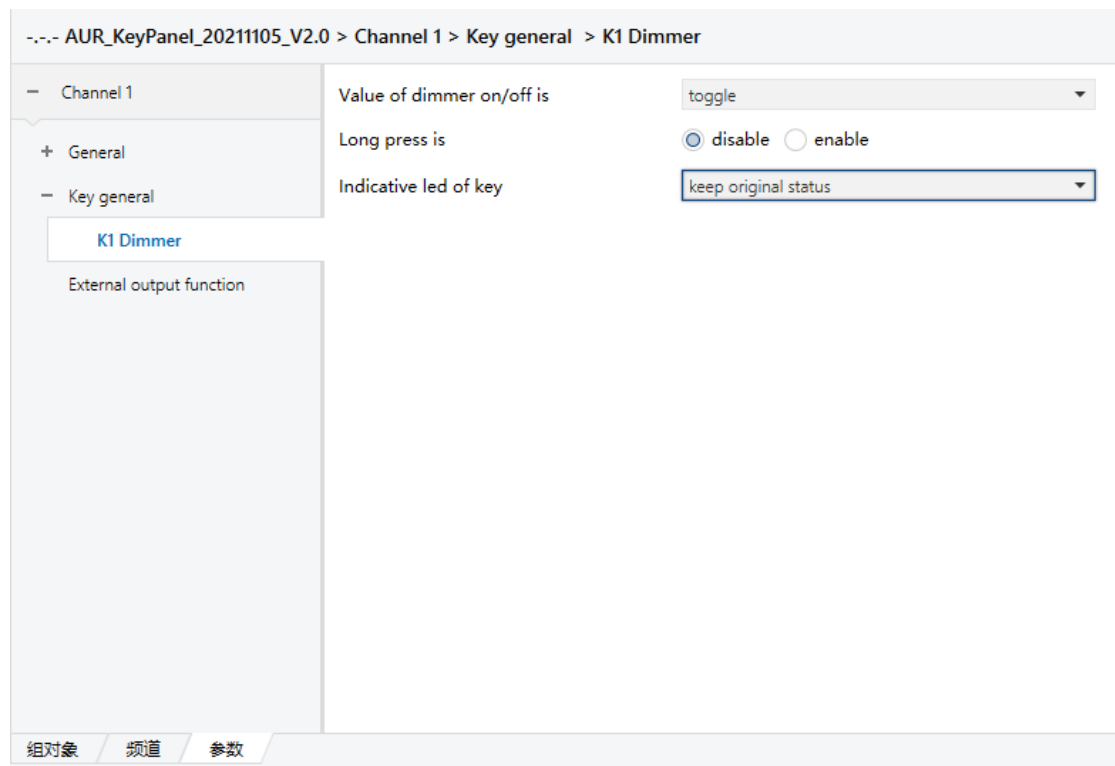 -.-.- AUR_KeyPanel_20211105_V2.0 > Channel 1 > Key general > K1 Dimmer
Channel 1
General
Key general
K1 Dimmer
External output function
Value of dimmer on/off is toggle
Long press is disable enable
Indicative led of key keep original status
组对象 频道 参数